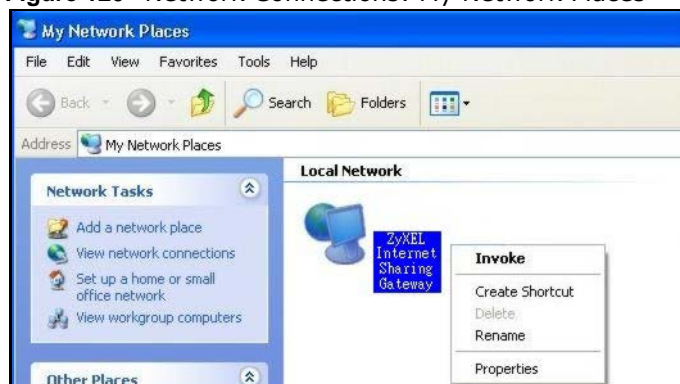 My Network Places
File Edit View Favorites Tools Help
Back Search Folders
Address My Network Places
Network Tasks
Add a network place
View network connections
Set up a home or small
office network
View workgroup computers
Other Places
Local Network
ZyXEL
Internet
Sharing
Gateway
Invoke
Create Shortcut
Delete
Rename
Properties